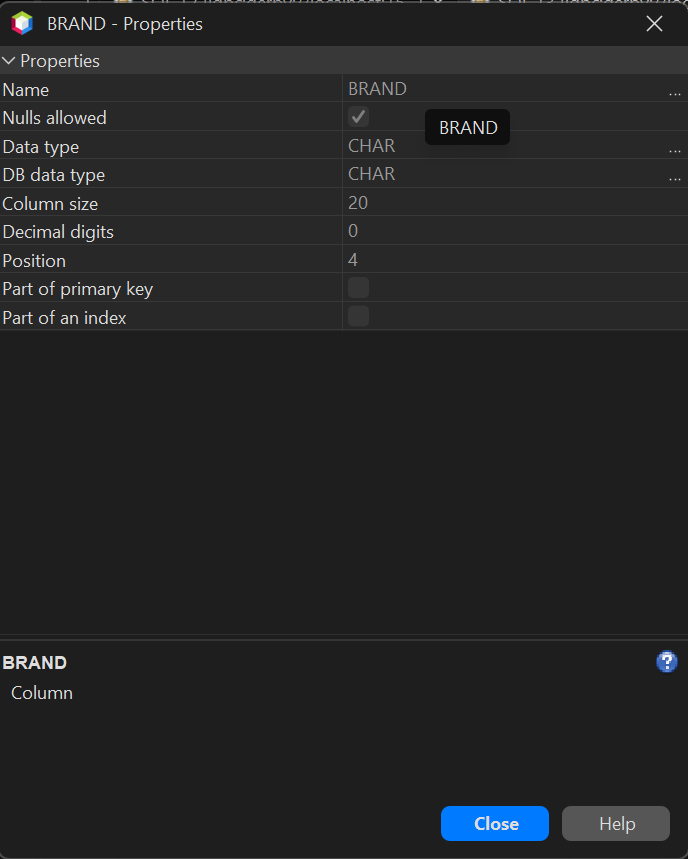 BRAND - Properties
Properties
Name BRAND ...
Nulls allowed
BRAND
Data type CHAR ...
DB data type CHAR ...
Column size 20
Decimal digits 0
Position 4
Part of primary key
Part of an index
BRAND
?
Column
Close Help